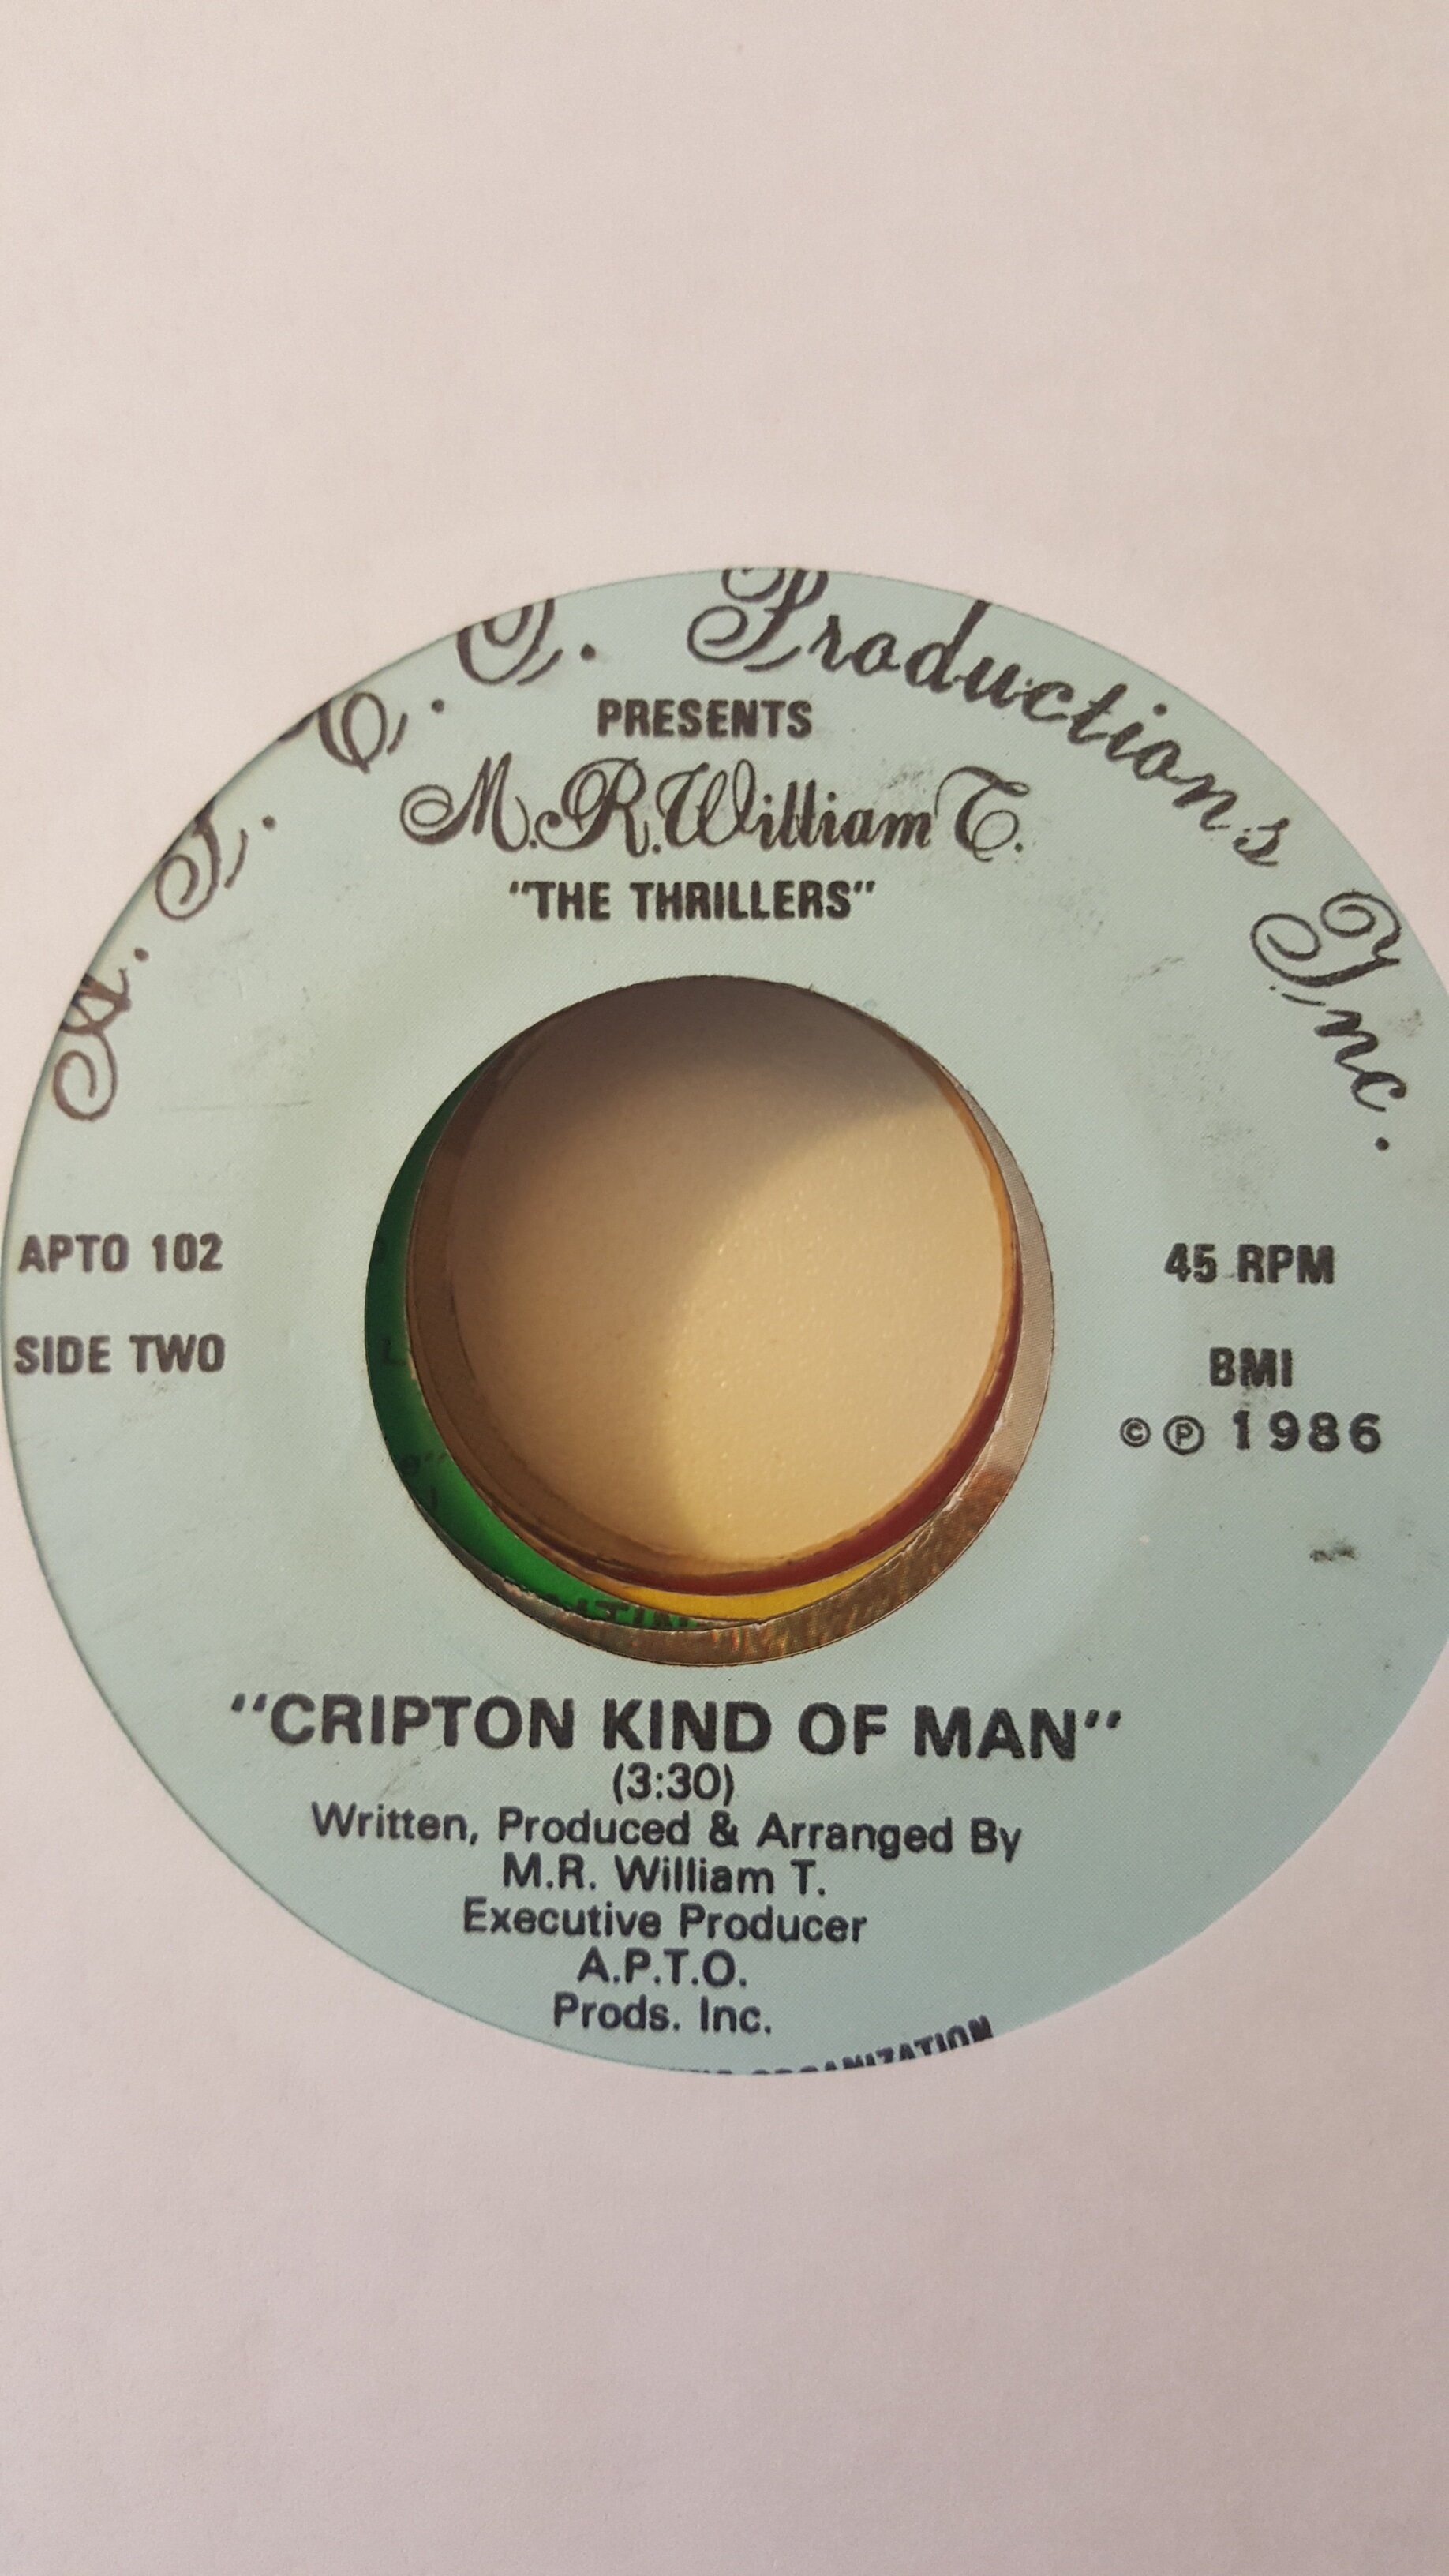 A.P.T.O. Productions Inc.
PRESENTS
M.R. William T.
"THE THRILLERS"
APTO 102
SIDE TWO
45 RPM
BMI
©℗ 1986
"CRIPTON KIND OF MAN"
(3:30)
Written, Produced & Arranged By
M.R. William T.
Executive Producer
A.P.T.O.
Prods. Inc.
ORGANIZATION